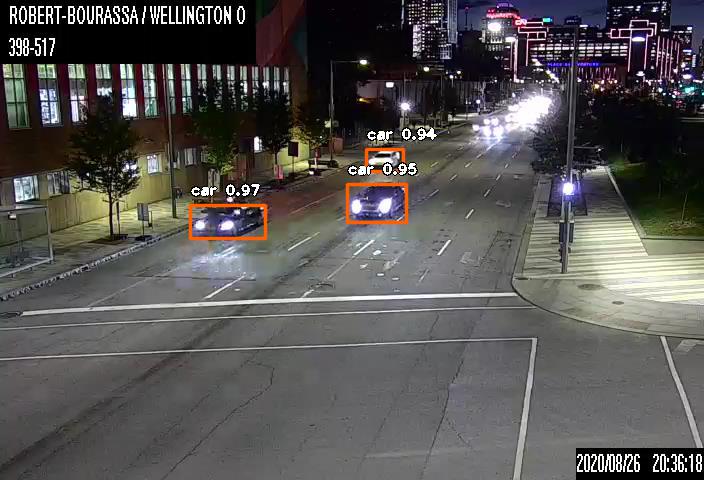 ROBERT-BOURASSA / WELLINGTON O
398-517
car 0.94
car 0.95
car 0.97
2020/08/26 20:36:18